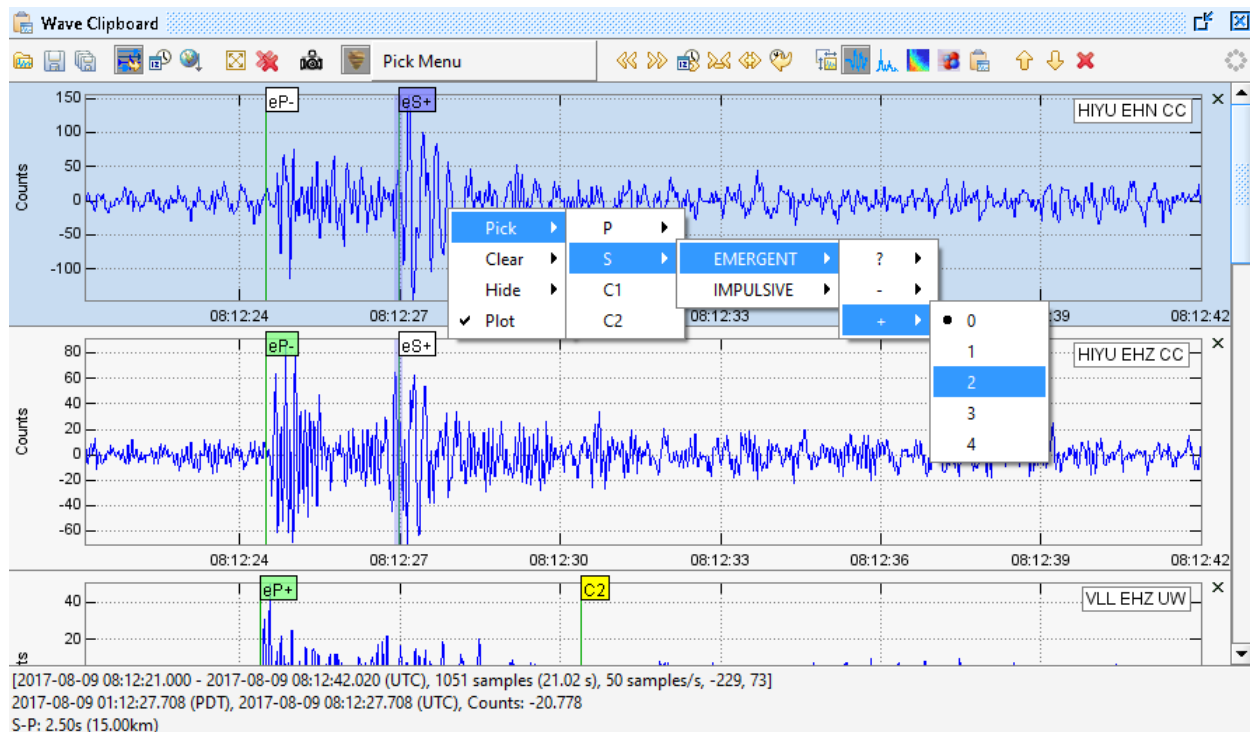 Wave Clipboard
Pick Menu
150
100
50
0
-50
-100
Counts
eP-
eS+
HIYU EHN CC
08:12:24
08:12:27
08:12:33
:39
08:12:42
Pick
Clear
Hide
Plot
P
S
C1
C2
EMERGENT
IMPULSIVE
?
-
+
0
1
2
3
4
80
60
40
20
0
-20
-40
-60
Counts
eP-
eS+
HIYU EHZ CC
08:12:24
08:12:27
08:12:30
08:12:33
08:12:36
08:12:39
08:12:42
40
20
ts
eP+
C2
VLL EHZ UW
[2017-08-09 08:12:21.000 - 2017-08-09 08:12:42.020 (UTC), 1051 samples (21.02 s), 50 samples/s, -229, 73]
2017-08-09 01:12:27.708 (PDT), 2017-08-09 08:12:27.708 (UTC), Counts: -20.778
S-P: 2.50s (15.00km)